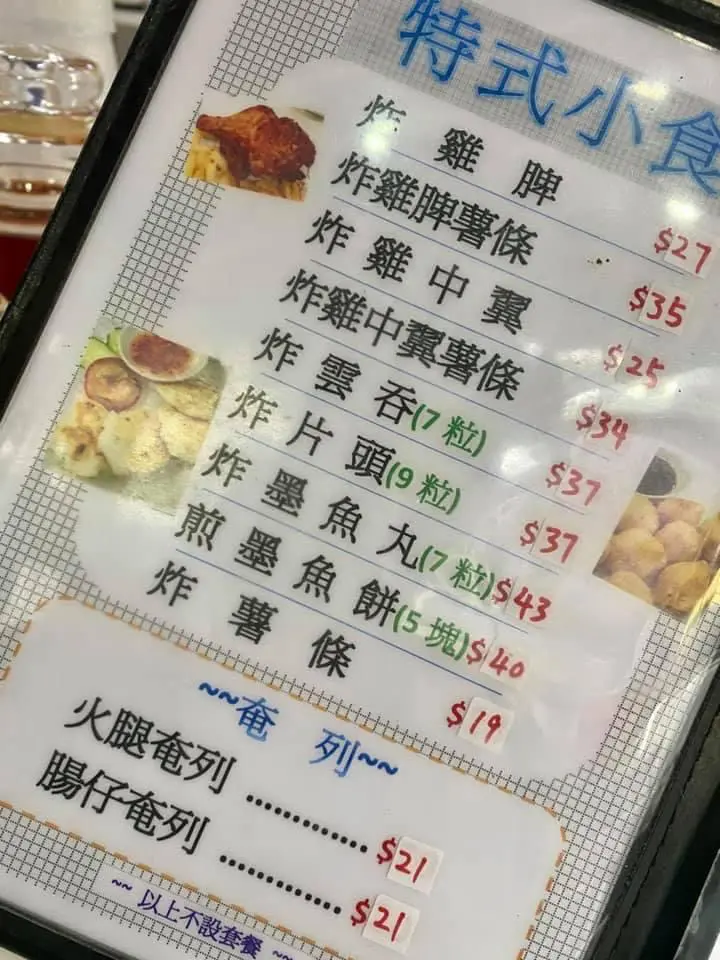 特式小食
炸雞脾 $27
炸雞脾薯條 $35
炸雞中翼 $25
炸雞中翼薯條 $34
炸雲吞(7粒) $37
炸片頭(9粒) $37
炸墨魚丸(7粒) $43
煎墨魚餅(5塊) $40
炸薯條 $19
~~奄列~~
火腿奄列 ............ $21
腸仔奄列 ............ $21
~~ 以上不設套餐 ~~